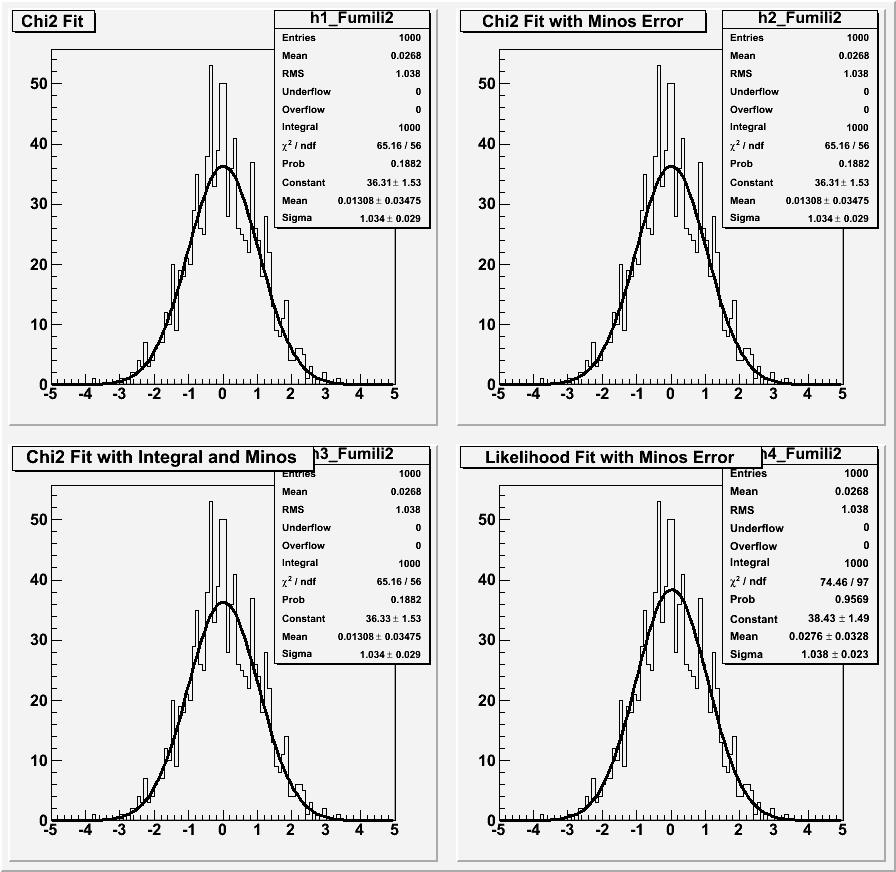 Chi2 Fit
h1_Fumili2
Entries 1000
Mean 0.0268
RMS 1.038
Underflow 0
Overflow 0
Integral 1000
χ² / ndf 65.16 / 56
Prob 0.1882
Constant 36.31 ± 1.53
Mean 0.01308 ± 0.03475
Sigma 1.034 ± 0.029
50
40
30
20
10
0
-5 -4 -3 -2 -1 0 1 2 3 4 5
Chi2 Fit with Minos Error
h2_Fumili2
Entries 1000
Mean 0.0268
RMS 1.038
Underflow 0
Overflow 0
Integral 1000
χ² / ndf 65.16 / 56
Prob 0.1882
Constant 36.31 ± 1.53
Mean 0.01308 ± 0.03475
Sigma 1.034 ± 0.029
50
40
30
20
10
0
-5 -4 -3 -2 -1 0 1 2 3 4 5
Chi2 Fit with Integral and Minos
h3_Fumili2
Entries 1000
Mean 0.0268
RMS 1.038
Underflow 0
Overflow 0
Integral 1000
χ² / ndf 65.16 / 56
Prob 0.1882
Constant 36.33 ± 1.53
Mean 0.01308 ± 0.03475
Sigma 1.034 ± 0.029
50
40
30
20
10
0
-5 -4 -3 -2 -1 0 1 2 3 4 5
Likelihood Fit with Minos Error
h4_Fumili2
Entries 1000
Mean 0.0268
RMS 1.038
Underflow 0
Overflow 0
Integral 1000
χ² / ndf 74.46 / 97
Prob 0.9569
Constant 38.43 ± 1.49
Mean 0.0276 ± 0.0328
Sigma 1.038 ± 0.023
50
40
30
20
10
0
-5 -4 -3 -2 -1 0 1 2 3 4 5